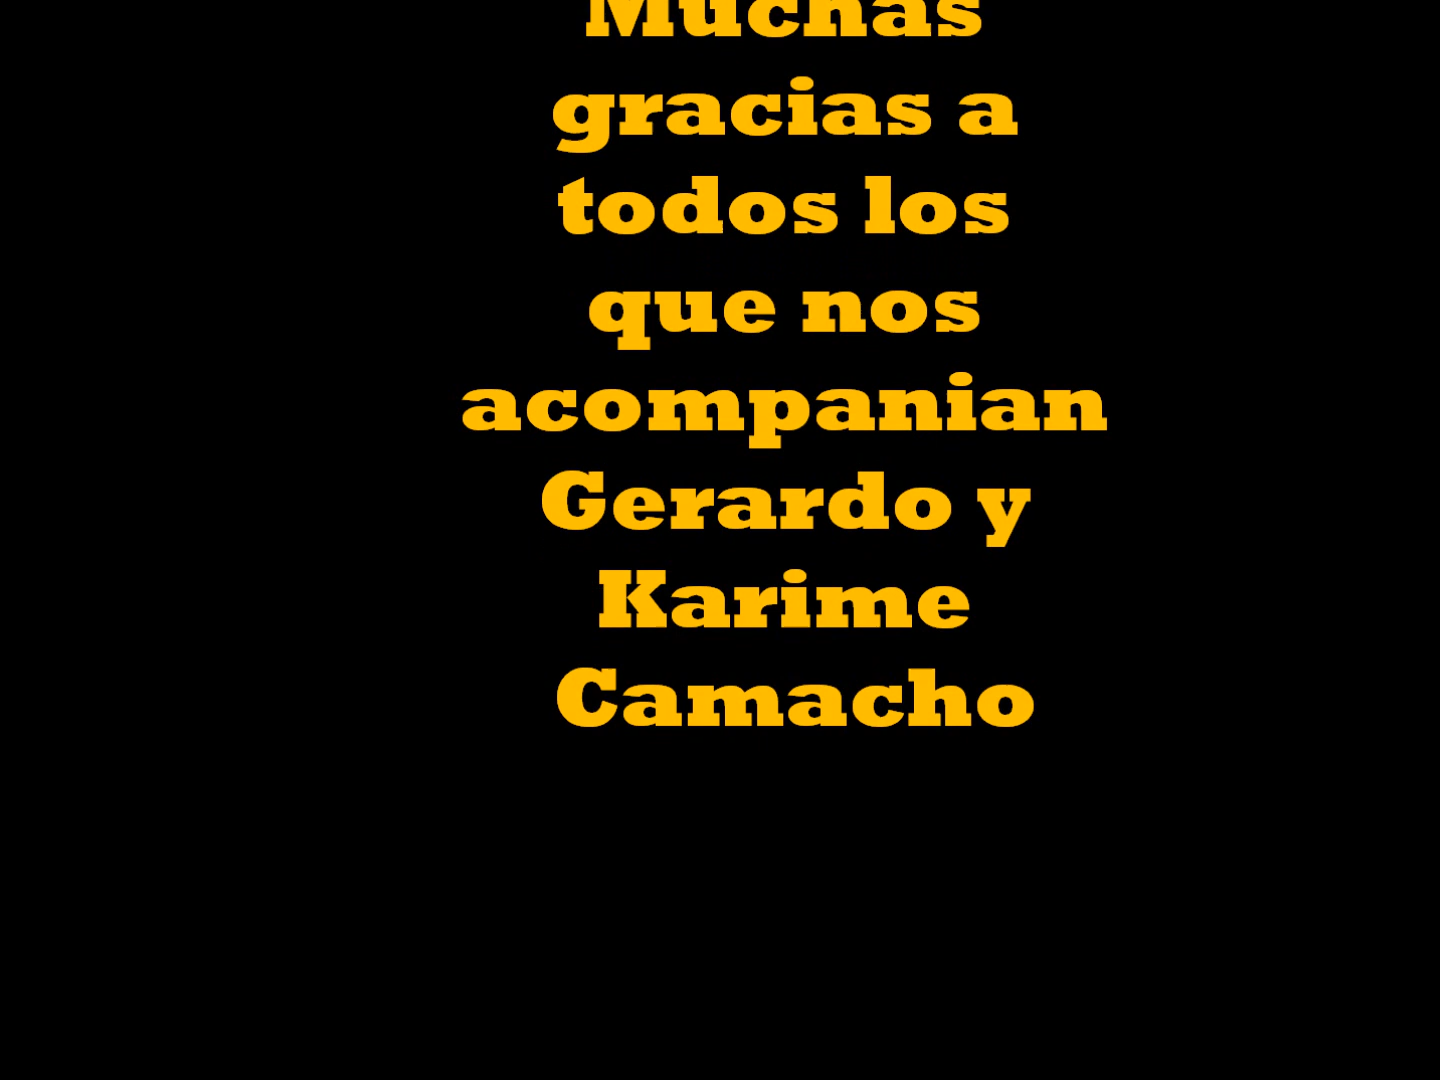 Muchas
gracias a
todos los
que nos
acompanian
Gerardo y
Karime
Camacho